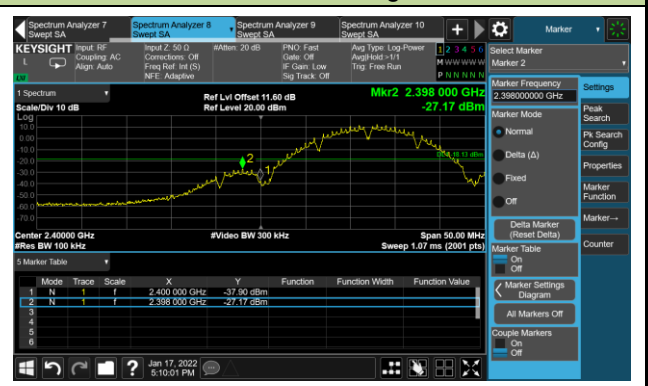 Spectrum Analyzer 7
Swept SA
Spectrum Analyzer 8
Swept SA
Spectrum Analyzer 9
Swept SA
Spectrum Analyzer 10
Swept SA
+
Marker
KEYSIGHT
L
LXI
Input: RF
Coupling: AC
Align: Auto
Input Z: 50 Ω
Corrections: Off
Freq Ref: Int (S)
NFE: Adaptive
#Atten: 20 dB
PNO: Fast
Gate: Off
IF Gain: Low
Sig Track: Off
Avg Type: Log-Power
Avg|Hold:>1/1
Trig: Free Run
1 2 3 4 5 6
M W W W W W
P N N N N N
Select Marker
Marker 2
1 Spectrum
Scale/Div 10 dB
Ref Lvl Offset 11.60 dB
Ref Level 20.00 dBm
Mkr2 2.398 000 GHz
-27.17 dBm
Log
10.0
0.00
-10.0
-20.0
-30.0
-40.0
-50.0
-60.0
-70.0
2
1
Center 2.40000 GHz
#Res BW 100 kHz
#Video BW 300 kHz
Span 50.00 MHz
Sweep 1.07 ms (2001 pts)
5 Marker Table
Mode Trace Scale X Y Function Function Width Function Value
1 N 1 f 2.400 000 GHz -37.90 dBm
2 N 1 f 2.398 000 GHz -27.17 dBm
3
4
5
6
Marker Frequency
2.398000000 GHz
Marker Mode
Normal
Delta (Δ)
Fixed
Off
Delta Marker
(Reset Delta)
Marker Table
On
Off
Marker Settings
Diagram
All Markers Off
Couple Markers
On
Off
Settings
Peak
Search
Pk Search
Config
Properties
Marker
Function
Marker→
Counter
?
Jan 17, 2022
5:10:01 PM